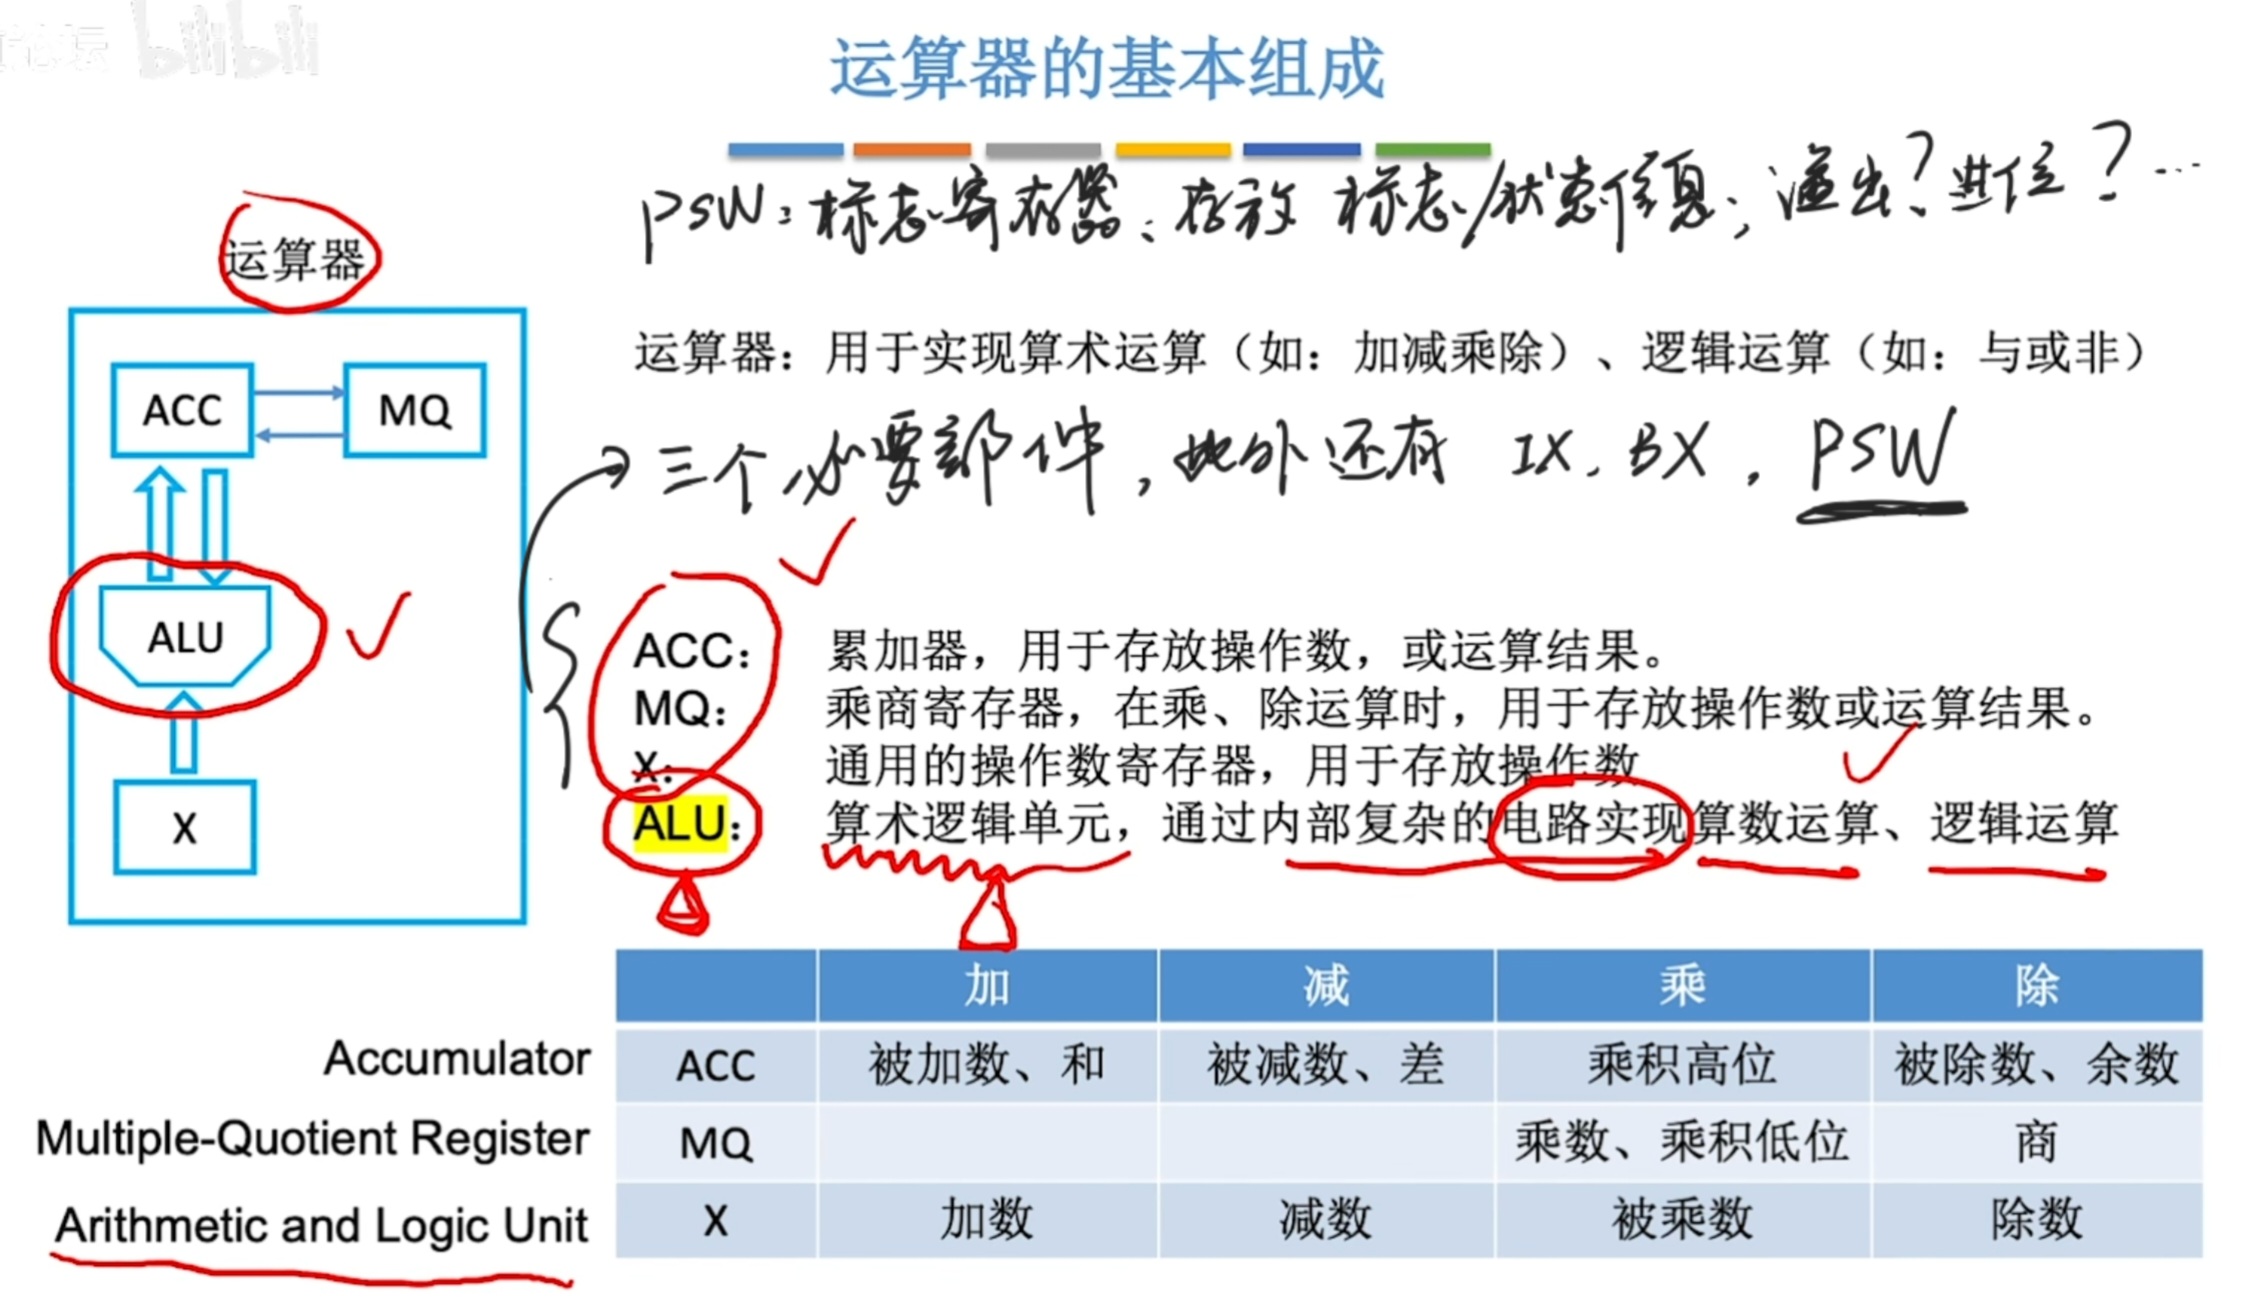 bilibili
运算器的基本组成
PSW：标志寄存器、存放 标志/状态信息；溢出？进位？…
运算器
运算器：用于实现算术运算（如：加减乘除）、逻辑运算（如：与或非）
ACC
MQ
三个必要部件，此外还有 IX、BX，PSW
ALU
X
ACC： 累加器，用于存放操作数，或运算结果。
MQ： 乘商寄存器，在乘、除运算时，用于存放操作数或运算结果。
X： 通用的操作数寄存器，用于存放操作数
ALU： 算术逻辑单元，通过内部复杂的电路实现算数运算、逻辑运算
加 减 乘 除
Accumulator ACC 被加数、和 被减数、差 乘积高位 被除数、余数
Multiple-Quotient Register MQ 乘数、乘积低位 商
Arithmetic and Logic Unit X 加数 减数 被乘数 除数